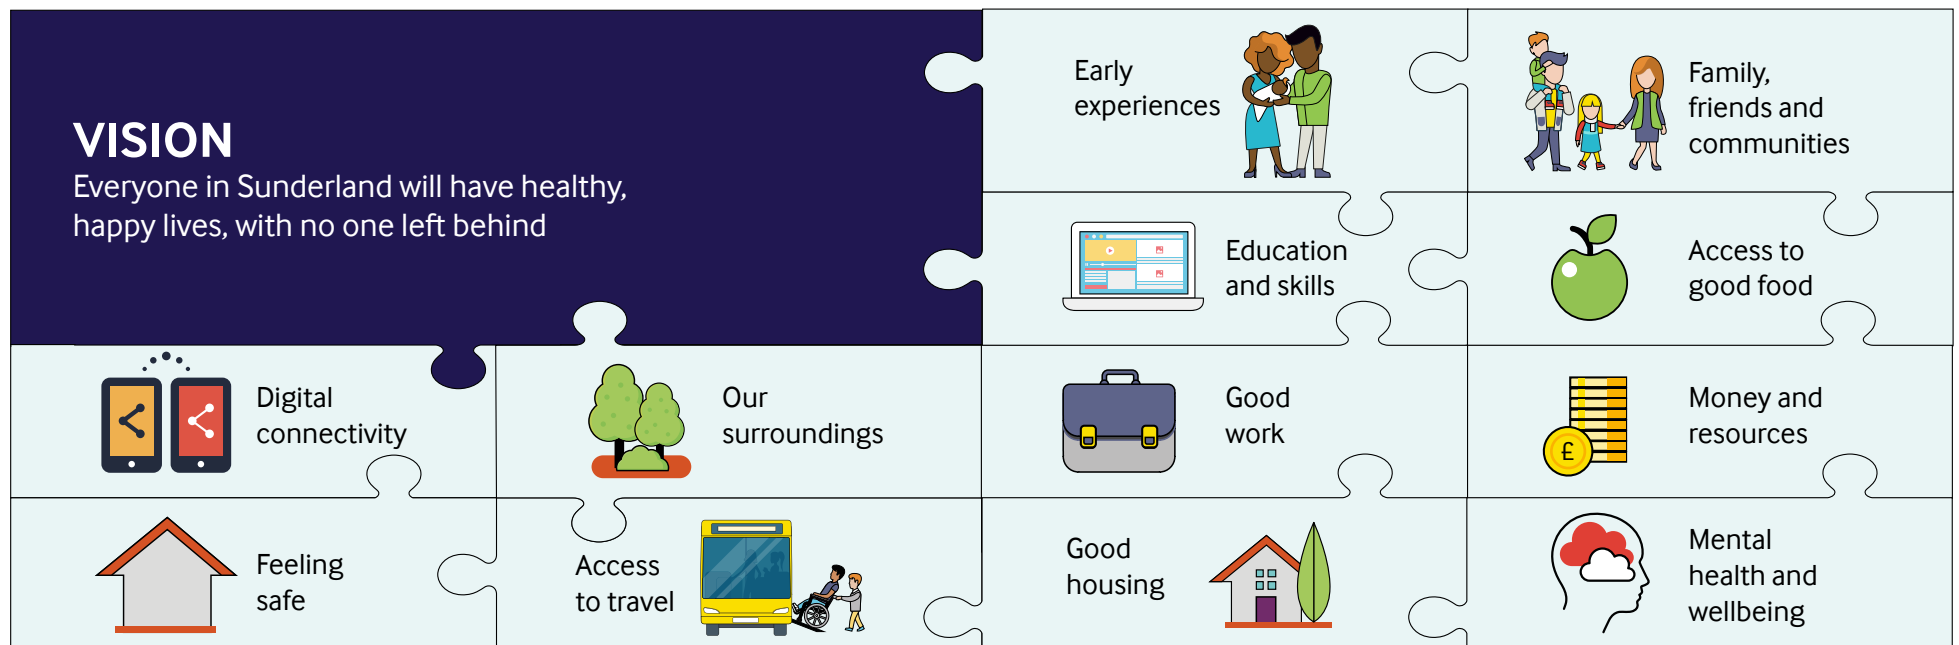 VISION
Everyone in Sunderland will have healthy,
happy lives, with no one left behind
Early
experiences
Family,
friends and
communities
Education
and skills
Access to
good food
Digital
connectivity
Our
surroundings
Good
work
Money and
resources
£
Feeling
safe
Access
to travel
Good
housing
Mental
health and
wellbeing